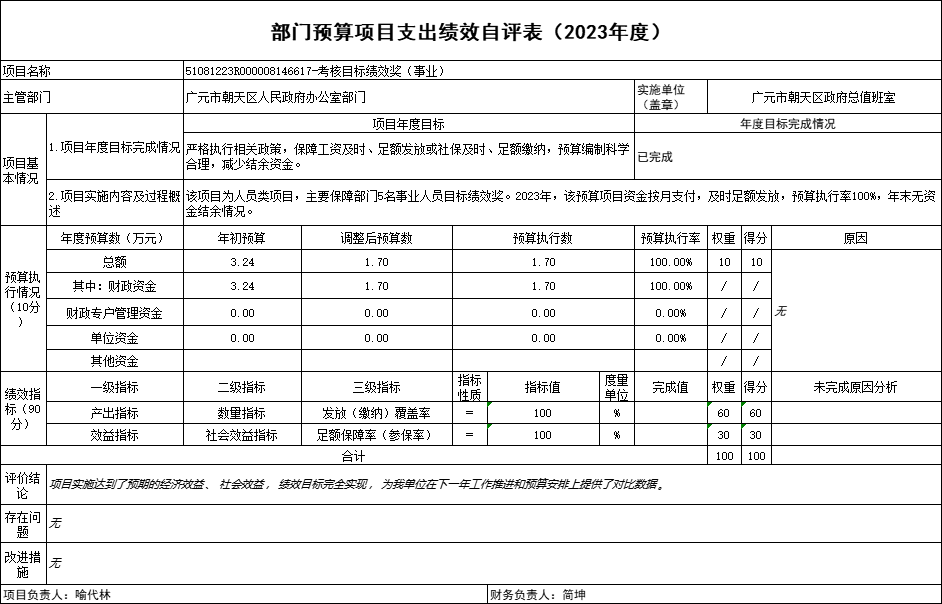 部门预算项目支出绩效自评表（2023年度）
项目名称 51081223R000008146617-考核目标绩效奖（事业）
主管部门 广元市朝天区人民政府办公室部门 实施单位（盖章） 广元市朝天区政府总值班室
项目基本情况 1.项目年度目标完成情况 项目年度目标 年度目标完成情况
严格执行相关政策，保障工资及时、足额发放或社保及时、足额缴纳，预算编制科学合理，减少结余资金。 已完成
2.项目实施内容及过程概述 该项目为人员类项目，主要保障部门5名事业人员目标绩效奖。2023年，该预算项目资金按月支付，及时足额发放，预算执行率100%，年末无资金结余情况。
预算执行情况（10分） 年度预算数（万元） 年初预算 调整后预算数 预算执行数 预算执行率 权重 得分 原因
总额 3.24 1.70 1.70 100.00% 10 10 无
其中：财政资金 3.24 1.70 1.70 100.00% / /
财政专户管理资金 0.00 0.00 0.00 0.00% / /
单位资金 0.00 0.00 0.00 0.00% / /
其他资金 / /
绩效指标（90分） 一级指标 二级指标 三级指标 指标性质 指标值 度量单位 完成值 权重 得分 未完成原因分析
产出指标 数量指标 发放（缴纳）覆盖率 ＝ 100 % 60 60
效益指标 社会效益指标 足额保障率（参保率） ＝ 100 % 30 30
合计 100 100
评价结论 项目实施达到了预期的经济效益、社会效益，绩效目标完全实现，为我单位在下一年工作推进和预算安排上提供了对比数据。
存在问题 无
改进措施 无
项目负责人：喻代林 财务负责人：简坤